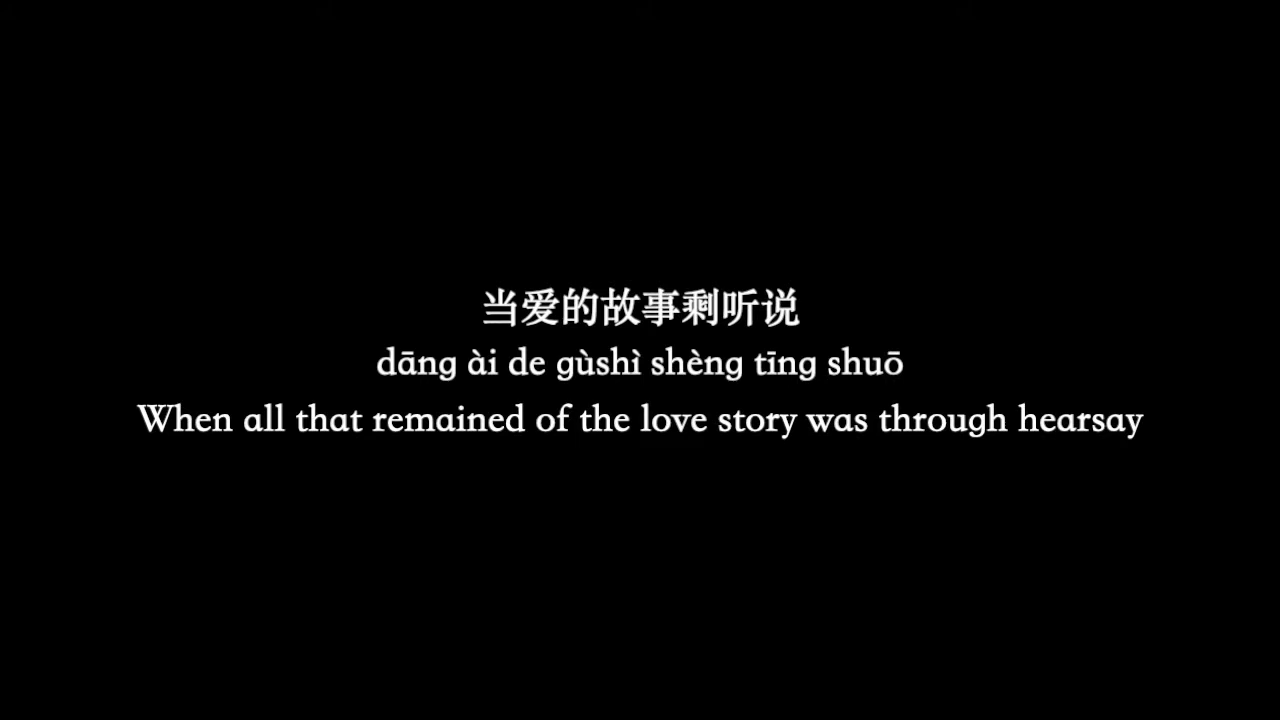 当爱的故事剩听说
dāng ài de gùshì shèng tīng shuō
When all that remained of the love story was through hearsay